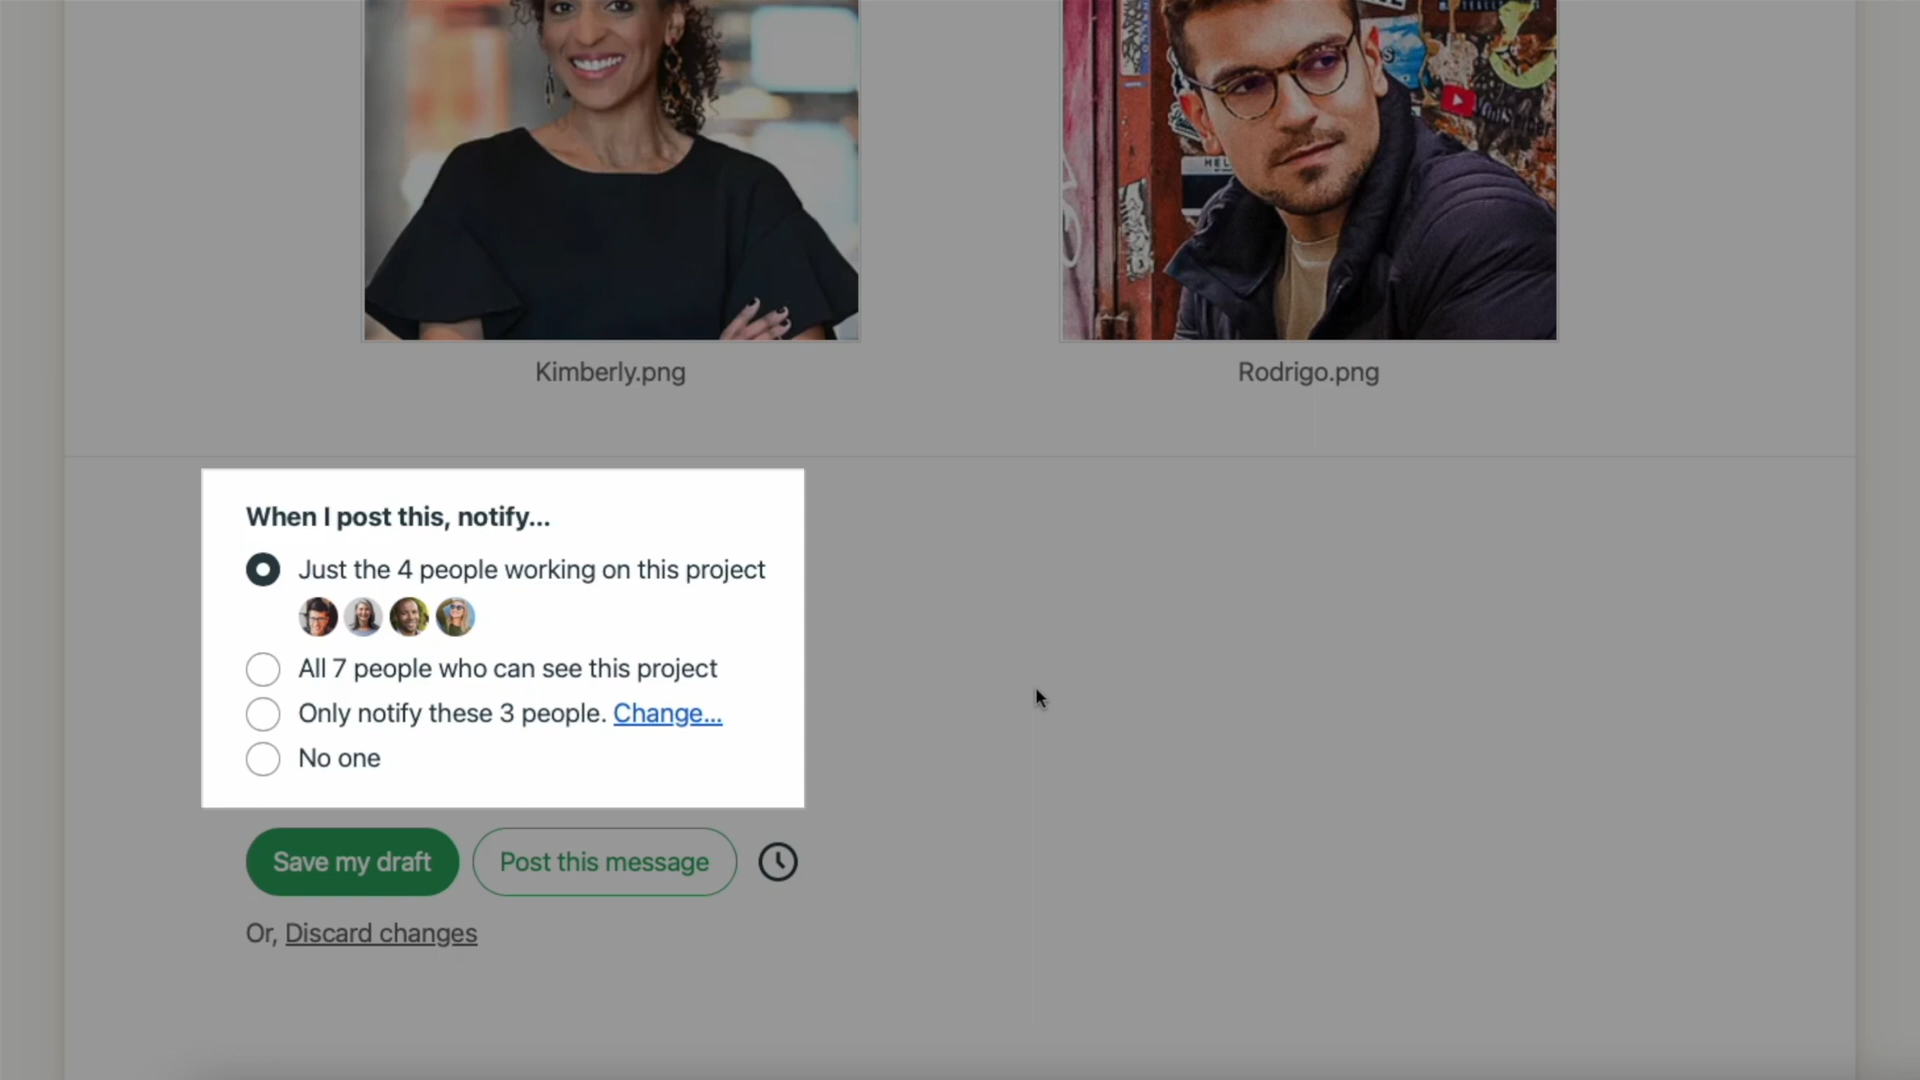 HEL
Kimberly.png
Rodrigo.png
When I post this, notify...
Just the 4 people working on this project
All 7 people who can see this project
Only notify these 3 people. Change...
No one
Save my draft
Post this message
Or, Discard changes